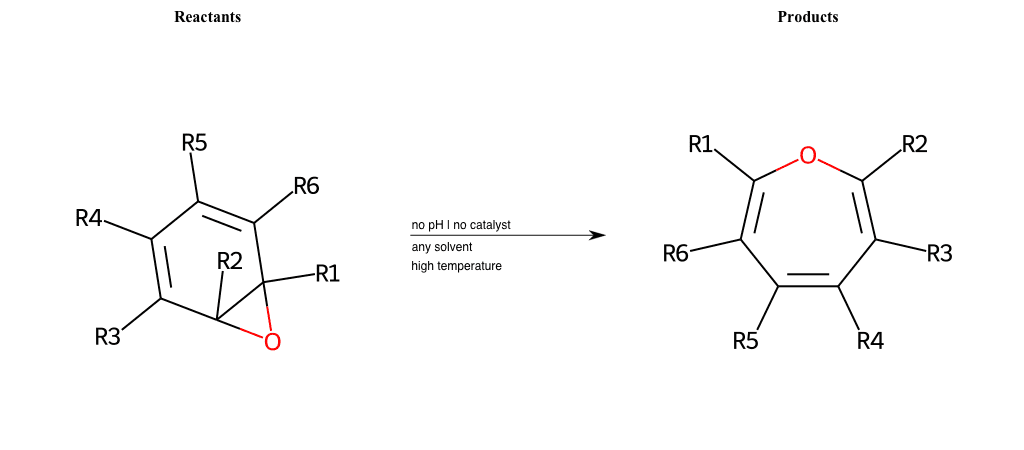 Reactants
Products
R5
R6
R4
R2
R1
R3
O
no pH | no catalyst
any solvent
high temperature
R1
O
R2
R6
R3
R5
R4